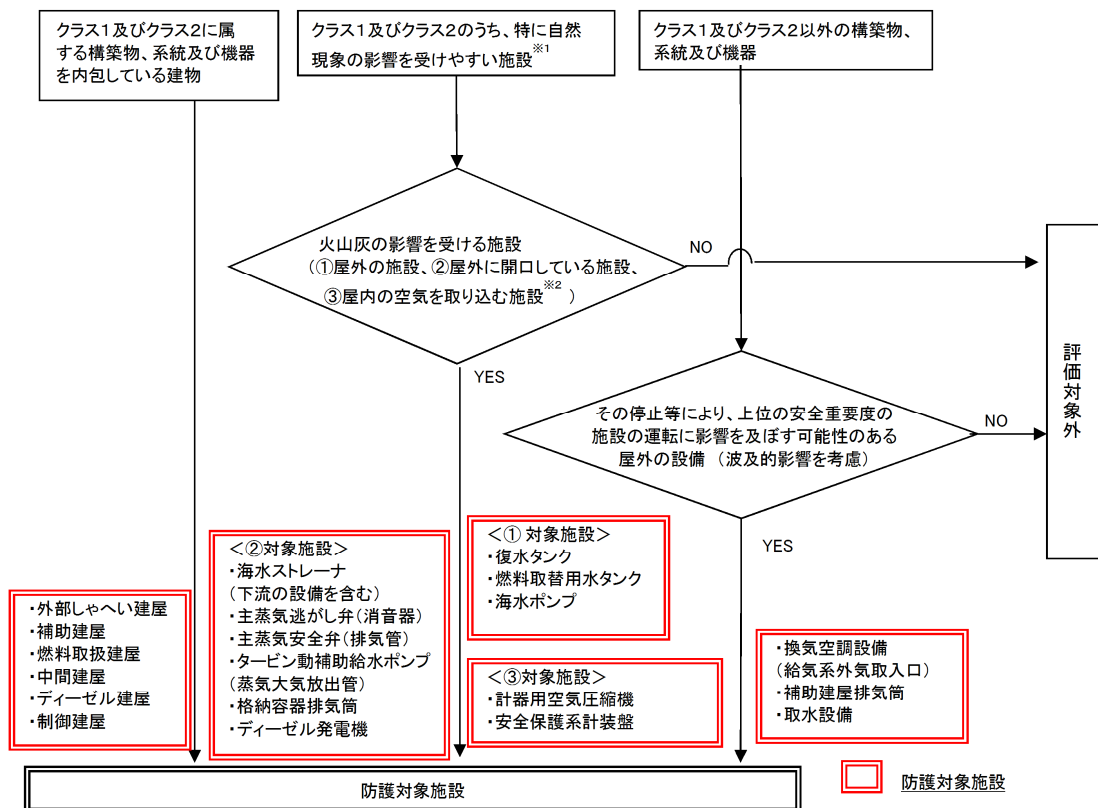 クラス1及びクラス2に属
する構築物、系統及び機器
を内包している建物
クラス1及びクラス2のうち、特に自然
現象の影響を受けやすい施設※1
クラス1及びクラス2以外の構築物、
系統及び機器
火山灰の影響を受ける施設
(①屋外の施設、②屋外に開口している施設、
③屋内の空気を取り込む施設※2)
NO
YES
その停止等により、上位の安全重要度の
施設の運転に影響を及ぼす可能性のある
屋外の設備 (波及的影響を考慮)
NO
YES
評価対象外
・外部しゃへい建屋
・補助建屋
・燃料取扱建屋
・中間建屋
・ディーゼル建屋
・制御建屋
<②対象施設>
・海水ストレーナ
(下流の設備を含む)
・主蒸気逃がし弁(消音器)
・主蒸気安全弁(排気管)
・タービン動補助給水ポンプ
(蒸気大気放出管)
・格納容器排気筒
・ディーゼル発電機
<①対象施設>
・復水タンク
・燃料取替用水タンク
・海水ポンプ
<③対象施設>
・計器用空気圧縮機
・安全保護系計装盤
・換気空調設備
(給気系外気取入口)
・補助建屋排気筒
・取水設備
防護対象施設
防護対象施設